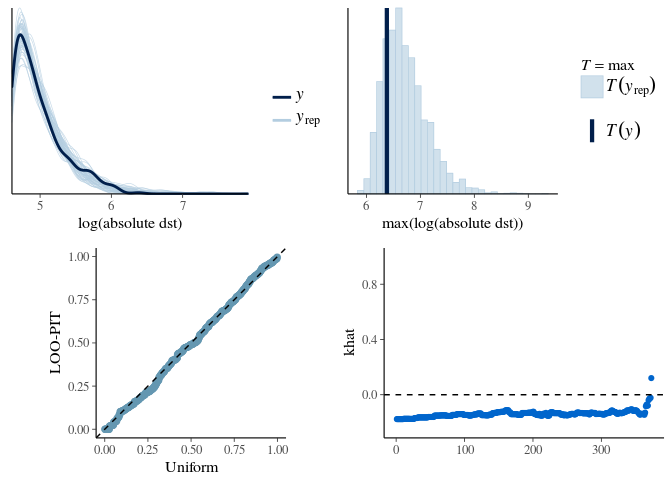 y
y rep
5
6
7
log(absolute dst)
T = max
T(y rep)
T(y)
6
7
8
9
max(log(absolute dst))
1.00
0.75
0.50
0.25
0.00
LOO-PIT
0.00
0.25
0.50
0.75
1.00
Uniform
0.8
0.4
0.0
khat
0
100
200
300